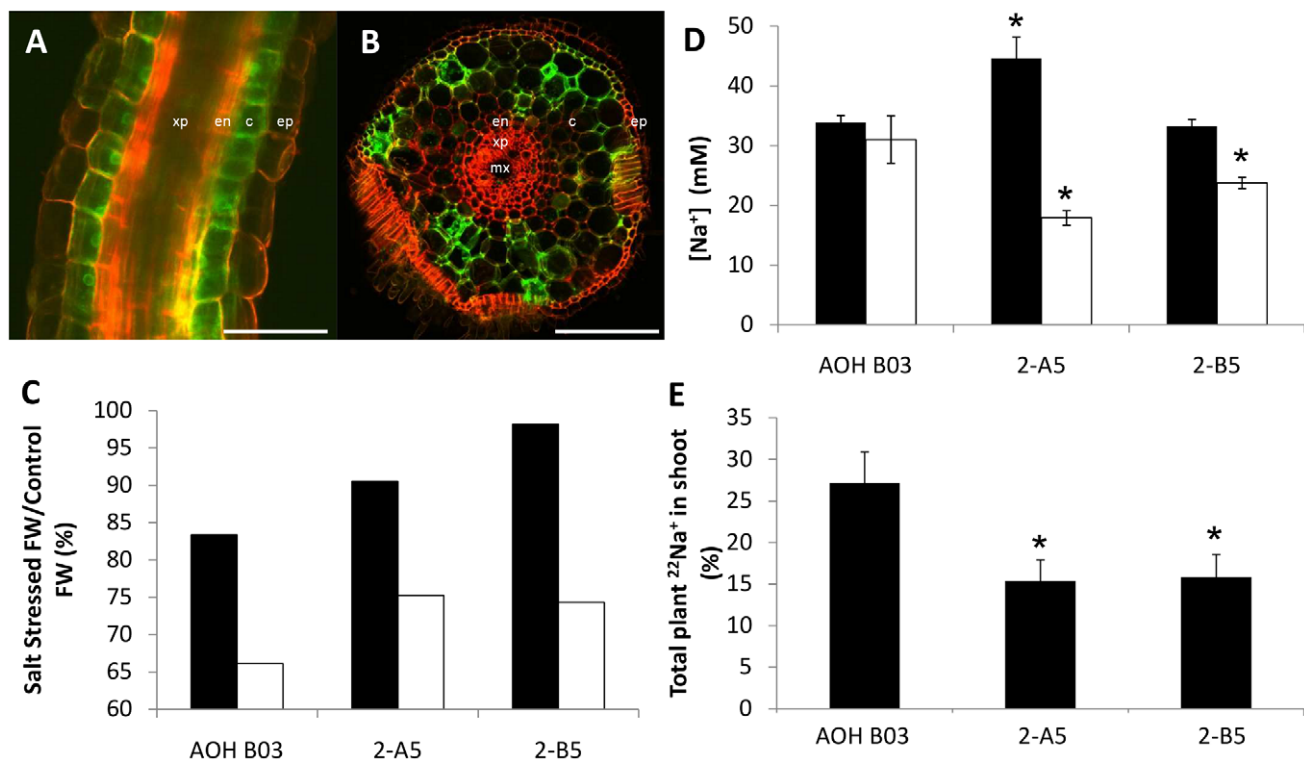 A
xp
en
c
ep
B
en
c
ep
xp
mx
C
Salt Stressed FW/Control
FW (%)
100
95
90
85
80
75
70
65
60
AOH B03
2-A5
2-B5
D
[Na⁺] (mM)
50
40
30
20
10
0
*
*
*
AOH B03
2-A5
2-B5
E
Total plant ²²Na⁺ in shoot
(%)
35
30
25
20
15
10
5
0
*
*
AOH B03
2-A5
2-B5